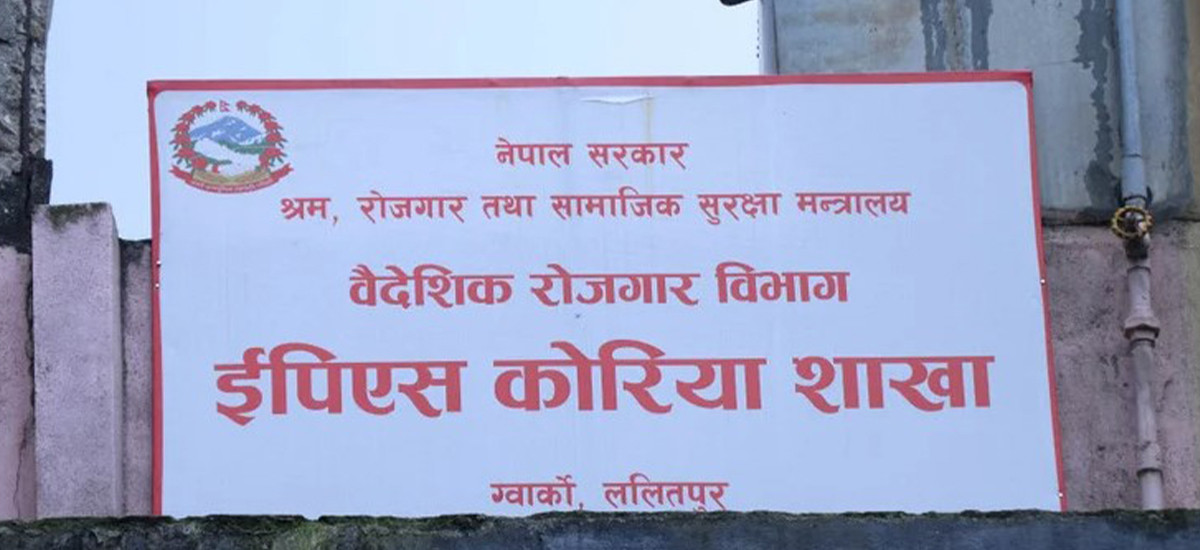 नेपाल सरकार
श्रम, रोजगार तथा सामाजिक सुरक्षा मन्त्रालय
वैदेशिक रोजगार विभाग
ईपिएस कोरिया शाखा
ग्वार्को, ललितपुर